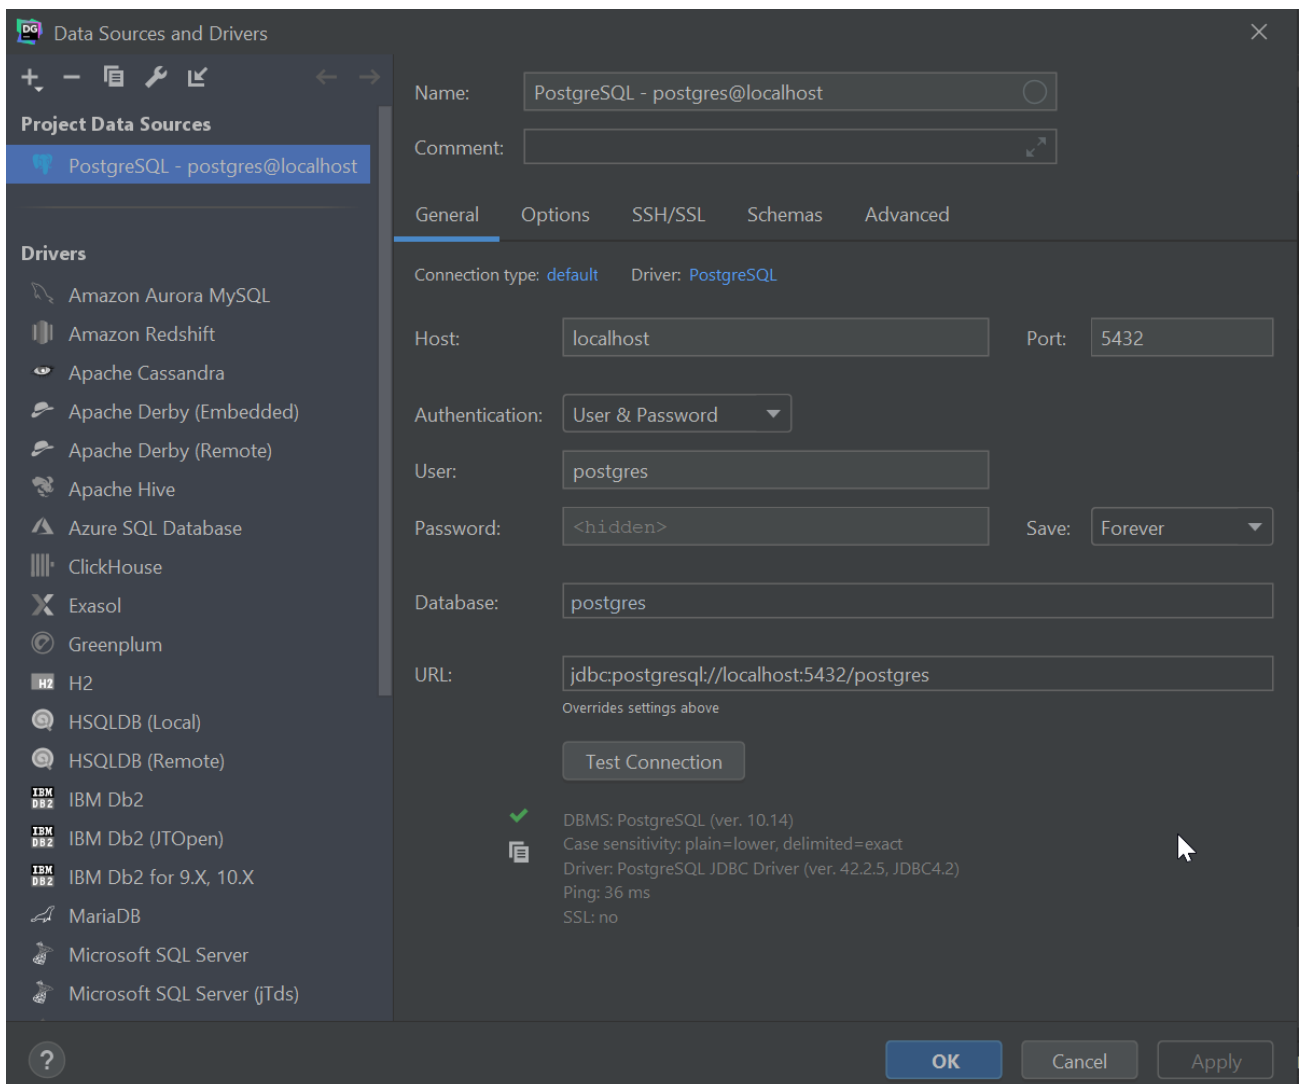 DG Data Sources and Drivers
Project Data Sources
PostgreSQL - postgres@localhost
Drivers
Amazon Aurora MySQL
Amazon Redshift
Apache Cassandra
Apache Derby (Embedded)
Apache Derby (Remote)
Apache Hive
Azure SQL Database
ClickHouse
Exasol
Greenplum
H2 H2
HSQLDB (Local)
HSQLDB (Remote)
IBM DB2 IBM Db2
IBM DB2 IBM Db2 (JTOpen)
IBM DB2 IBM Db2 for 9.X, 10.X
MariaDB
Microsoft SQL Server
Microsoft SQL Server (jTds)
Name: PostgreSQL - postgres@localhost
Comment:
General Options SSH/SSL Schemas Advanced
Connection type: default Driver: PostgreSQL
Host: localhost Port: 5432
Authentication: User & Password
User: postgres
Password: <hidden> Save: Forever
Database: postgres
URL: jdbc:postgresql://localhost:5432/postgres
Overrides settings above
Test Connection
DBMS: PostgreSQL (ver. 10.14)
Case sensitivity: plain=lower, delimited=exact
Driver: PostgreSQL JDBC Driver (ver. 42.2.5, JDBC4.2)
Ping: 36 ms
SSL: no
? OK Cancel Apply